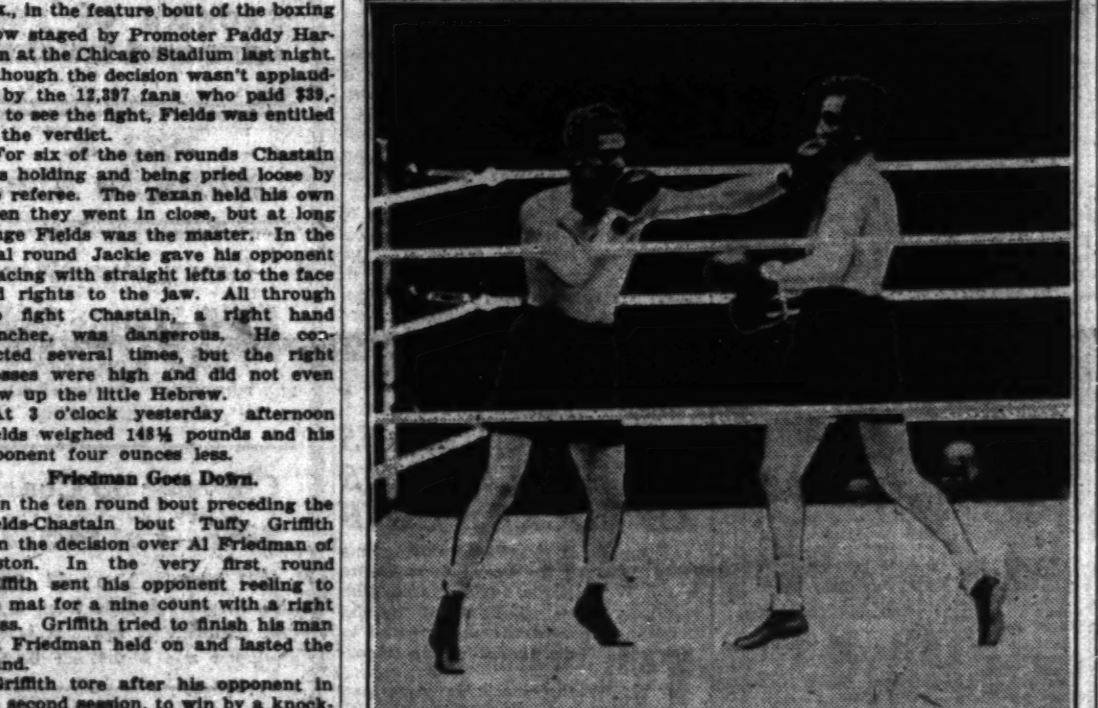 x., in the feature bout of the boxing
ow staged by Promoter Paddy Har-
n at the Chicago Stadium last night.
though the decision wasn't applaud-
by the 12,397 fans who paid $39,-
to see the fight, Fields was entitled
the verdict.
For six of the ten rounds Chastain
s holding and being pried loose by
e referee. The Texan held his own
en they went in close, but at long
nge Fields was the master. In the
al round Jackie gave his opponent
acing with straight lefts to the face
d rights to the jaw. All through
e fight Chastain, a right hand
ncher, was dangerous. He con-
cted several times, but the right
osses were high and did not even
w up the little Hebrew.
At 3 o'clock yesterday afternoon
elds weighed 148½ pounds and his
ponent four ounces less.
Friedman Goes Down.
n the ten round bout preceding the
elds-Chastain bout Tuffy Griffith
n the decision over Al Friedman of
ston. In the very first round
iffith sent his opponent reeling to
mat for a nine count with a right
ss. Griffith tried to finish his man
Friedman held on and lasted the
und.
Griffith tore after his opponent in
second session, to win by a knock-